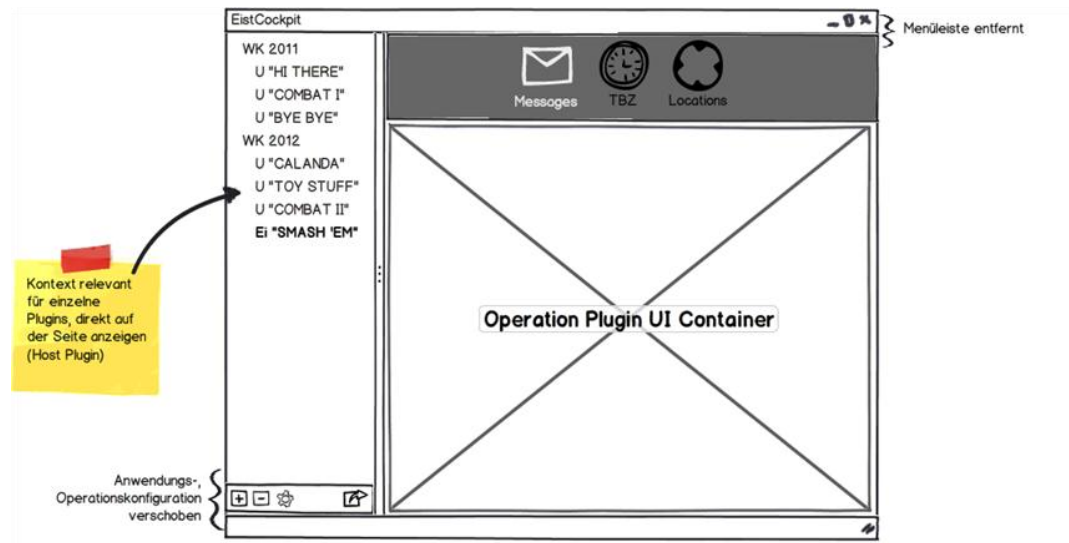 EistCockpit
Menüleiste entfernt
WK 2011
U "HI THERE"
U "COMBAT I"
U "BYE BYE"
WK 2012
U "CALANDA"
U "TOY STUFF"
U "COMBAT II"
Ei "SMASH 'EM"
Messages
TBZ
Locations
Kontext relevant
für einzelne
Plugins, direkt auf
der Seite anzeigen
(Host Plugin)
Operation Plugin UI Container
Anwendungs-,
Operationskonfiguration
verschoben